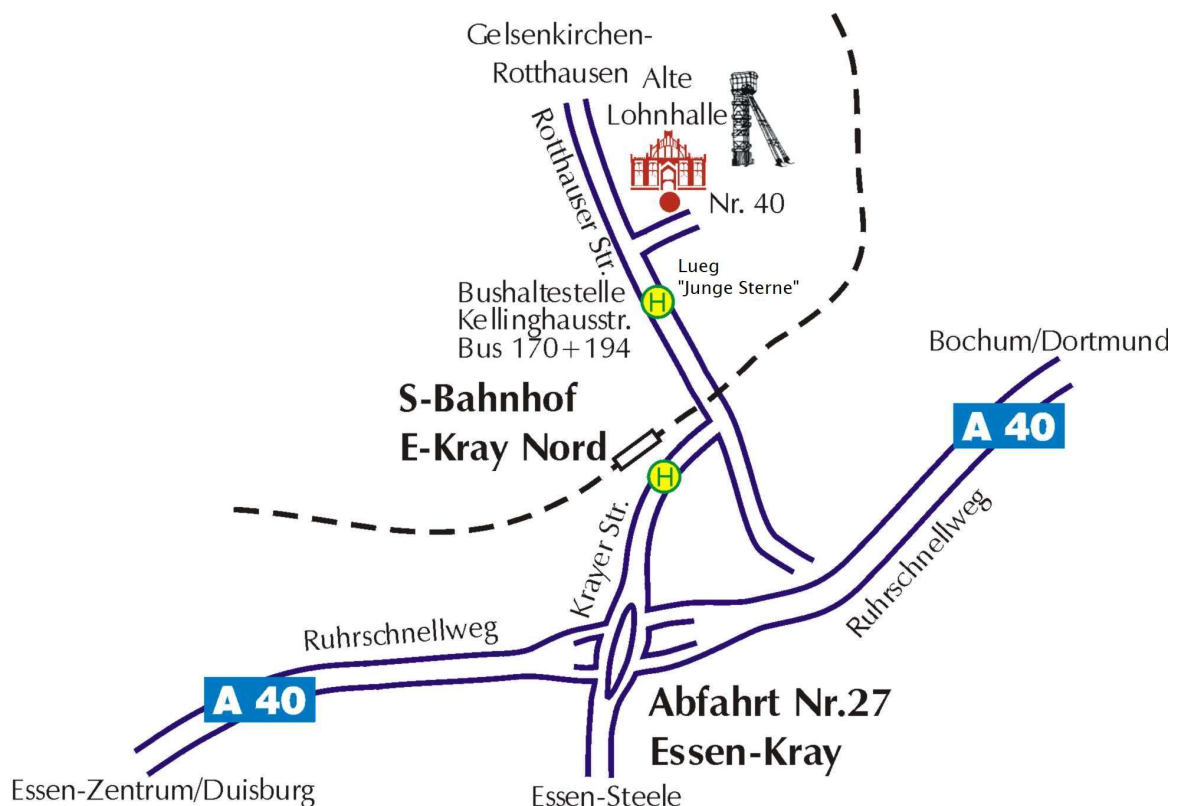 Gelsenkirchen-
Rotthausen
Alte
Lohnhalle
Rotthauser Str.
Nr. 40
Lueg
"Junge Sterne"
Bushaltestelle
Kellinghausstr.
Bus 170+194
H
Bochum/Dortmund
S-Bahnhof
E-Kray Nord
A 40
H
Krayer Str.
Ruhrschnellweg
Ruhrschnellweg
A 40
Abfahrt Nr.27
Essen-Kray
Essen-Zentrum/Duisburg
Essen-Steele